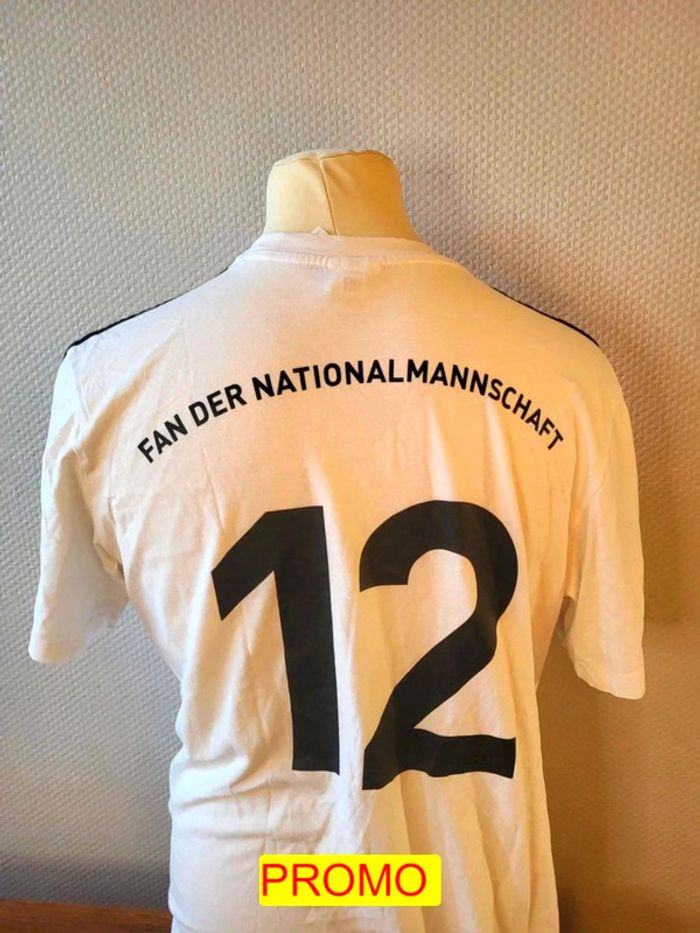 FAN DER NATIONALMANNSCHAFT
12
PROMO